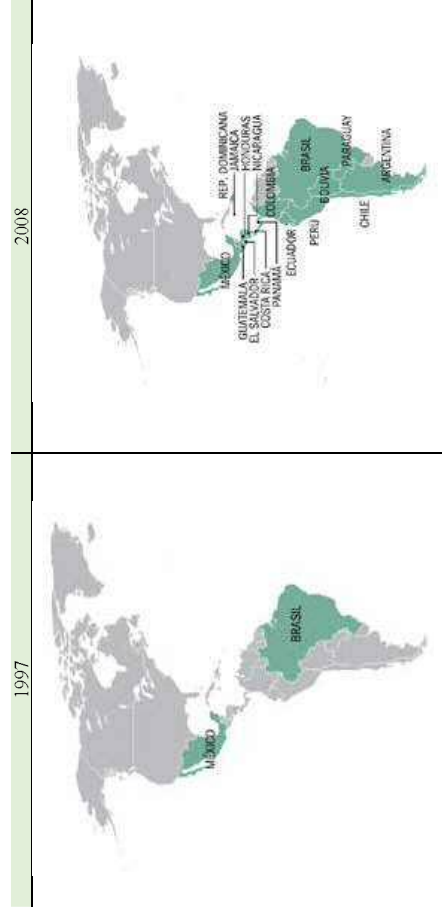 1997
2008
MÉXICO
BRASIL
MÉXICO
REP. DOMINICANA
JAMAICA
HONDURAS
NICARAGUA
GUATEMALA
EL SALVADOR
COSTA RICA
PANAMÁ
COLOMBIA
ECUADOR
PERU
BRASIL
BOLIVIA
PARAGUAY
CHILE
ARGENTINA